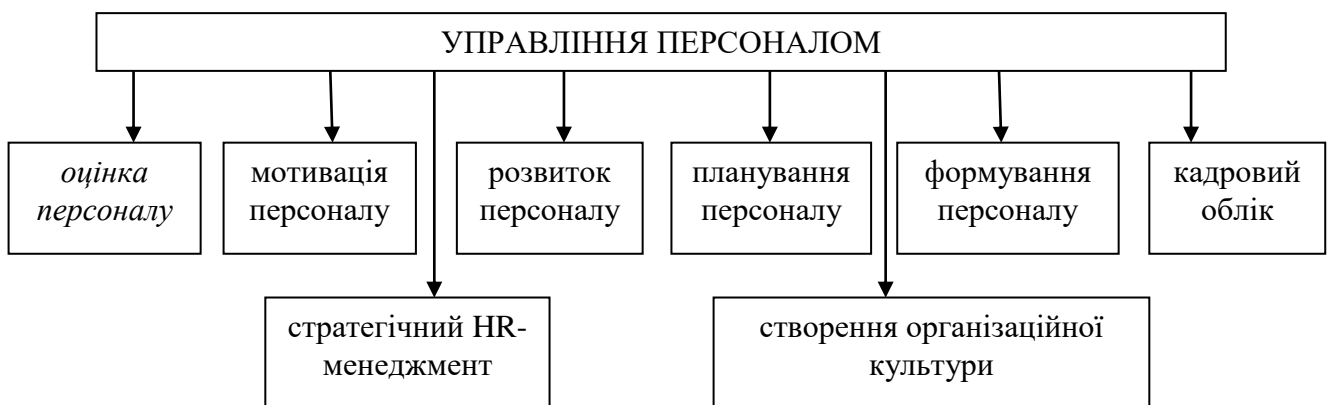 УПРАВЛІННЯ ПЕРСОНАЛОМ
оцінка
персоналу
мотивація
персоналу
розвиток
персоналу
планування
персоналу
формування
персоналу
кадровий
облік
стратегічний HR-
менеджмент
створення організаційної
культури